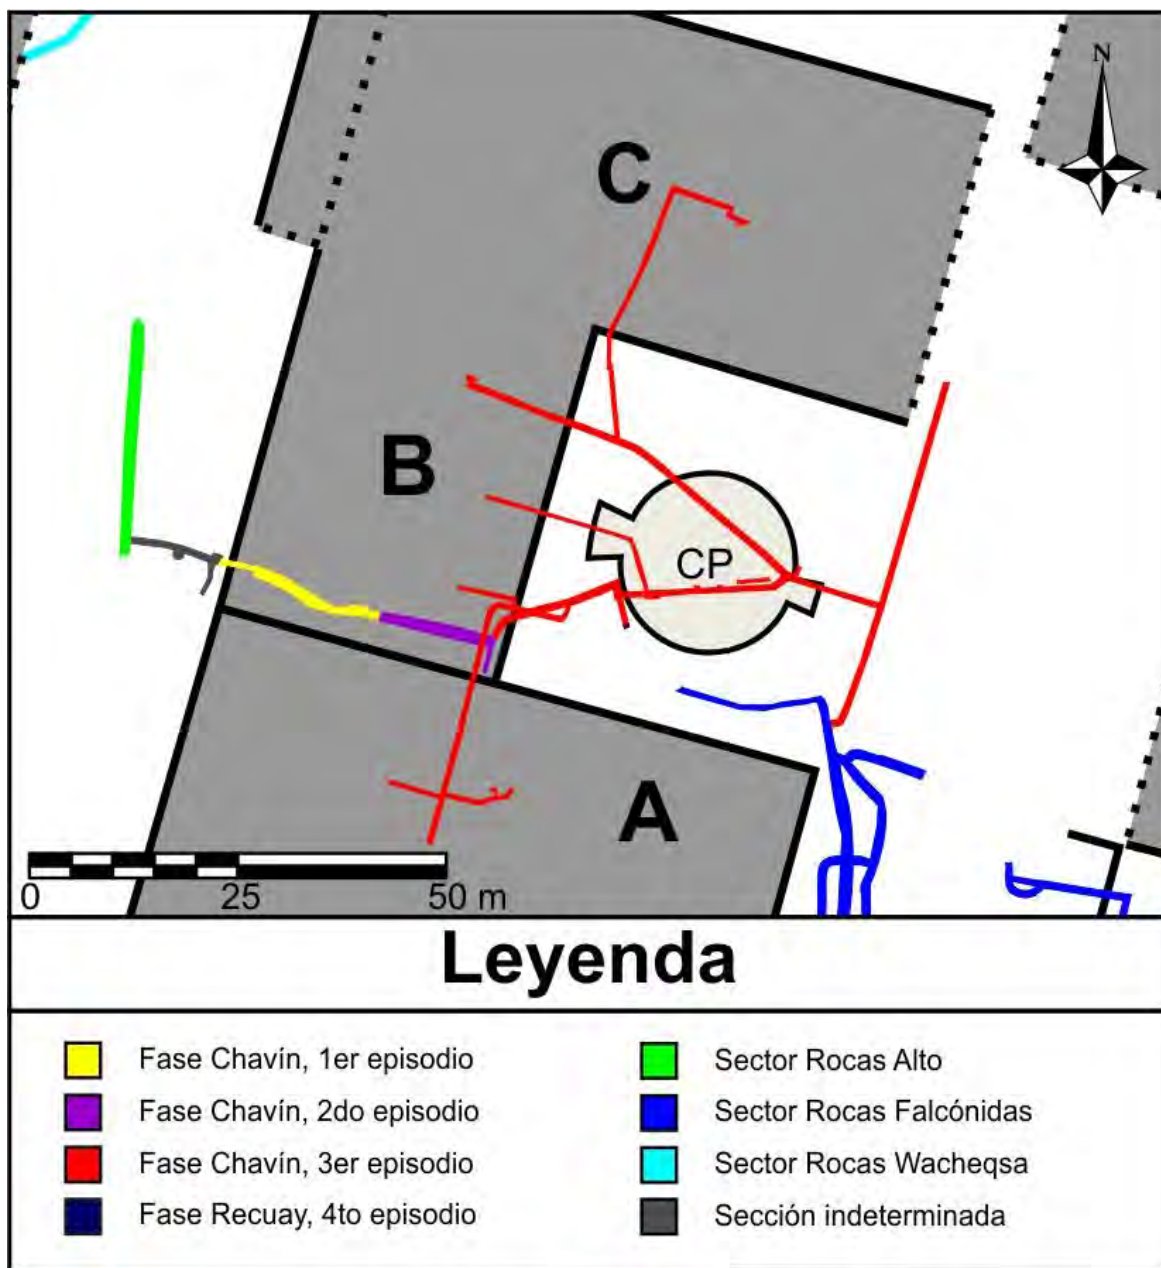 N
C
B
CP
A
0 25 50 m
Leyenda
Fase Chavín, 1er episodio
Fase Chavín, 2do episodio
Fase Chavín, 3er episodio
Fase Recuay, 4to episodio
Sector Rocas Alto
Sector Rocas Falcónidas
Sector Rocas Wacheqsa
Sección indeterminada